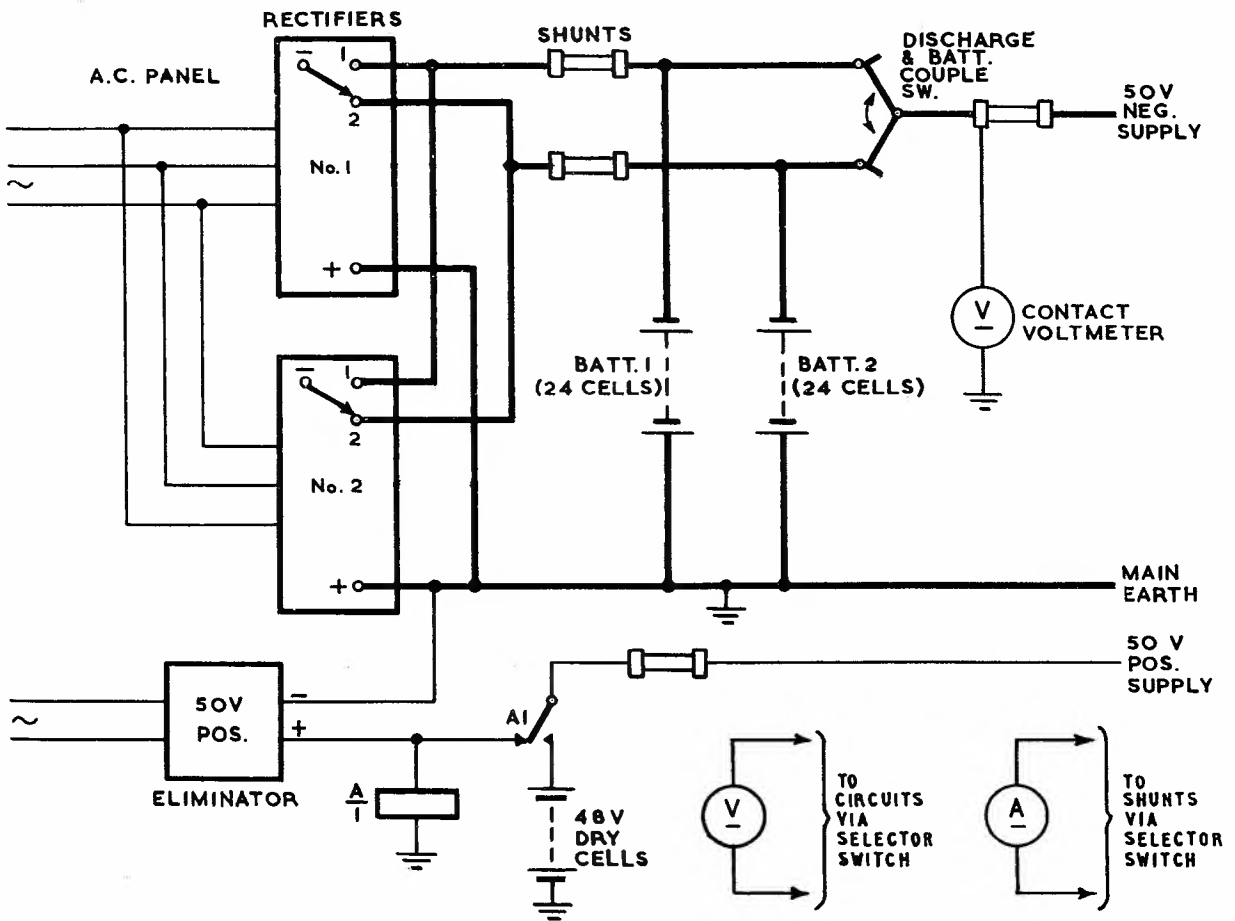 RECTIFIERS
A.C. PANEL
SHUNTS
DISCHARGE
& BATT.
COUPLE
SW.
50V
NEG.
SUPPLY
– 1
2
No. 1
+
~
CONTACT
VOLTMETER
V
BATT. 1
(24 CELLS)
BATT. 2
(24 CELLS)
– 1
2
No. 2
+
MAIN
EARTH
50 V
POS.
SUPPLY
50V
POS.
–
+
~
ELIMINATOR
A1
A
1
48V
DRY
CELLS
V
TO
CIRCUITS
VIA
SELECTOR
SWITCH
A
TO
SHUNTS
VIA
SELECTOR
SWITCH